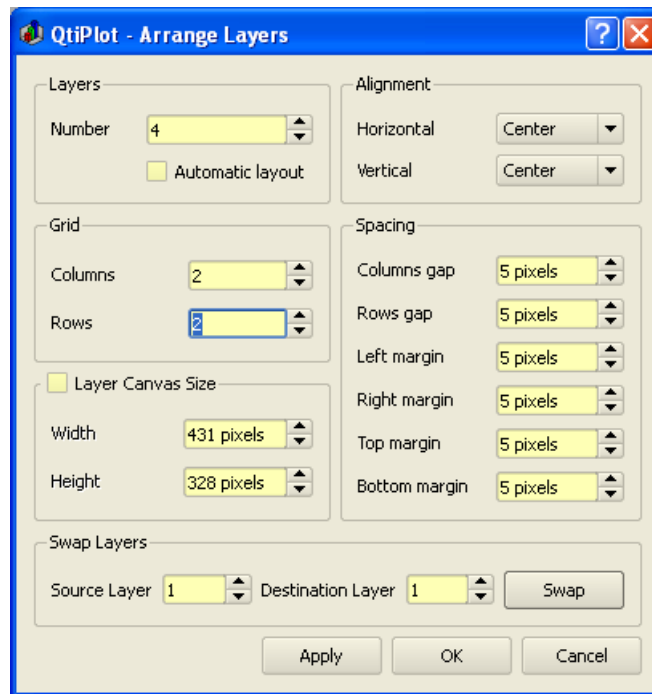 QtiPlot - Arrange Layers
Layers
Number 4
Automatic layout
Alignment
Horizontal Center
Vertical Center
Grid
Columns 2
Rows 2
Spacing
Columns gap 5 pixels
Rows gap 5 pixels
Left margin 5 pixels
Right margin 5 pixels
Top margin 5 pixels
Bottom margin 5 pixels
Layer Canvas Size
Width 431 pixels
Height 328 pixels
Swap Layers
Source Layer 1 Destination Layer 1 Swap
Apply OK Cancel